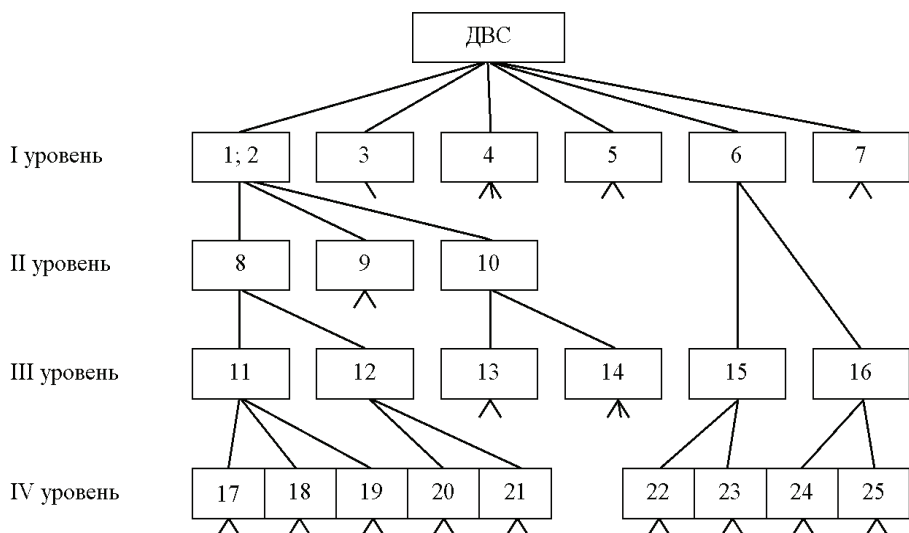 ДВС
I уровень 1; 2 3 4 5 6 7
II уровень 8 9 10
III уровень 11 12 13 14 15 16
IV уровень 17 18 19 20 21 22 23 24 25